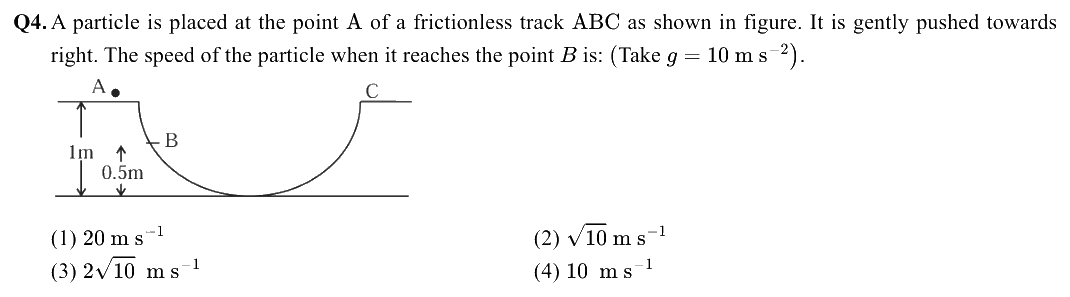 Q4. A particle is placed at the point A of a frictionless track ABC as shown in figure. It is gently pushed towards
right. The speed of the particle when it reaches the point B is: (Take g = 10 m s⁻²).
A
C
B
1m
0.5m
(1) 20 m s⁻¹ (2) √10 m s⁻¹
(3) 2√10 m s⁻¹ (4) 10 m s⁻¹